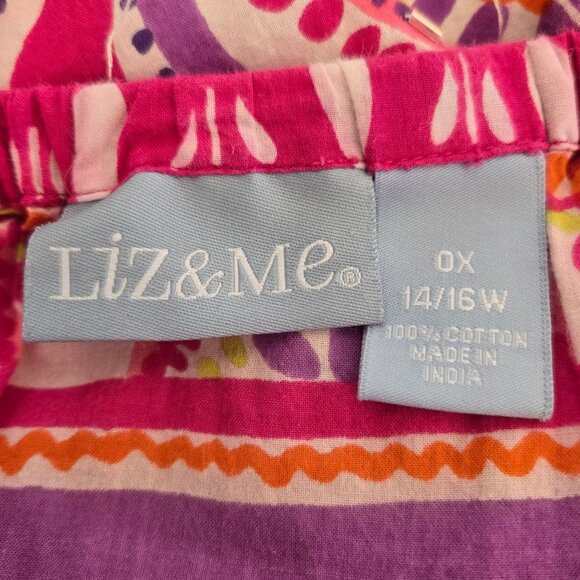 LiZ&Me®
0X
14/16W
100% COTTON
MADE IN
INDIA